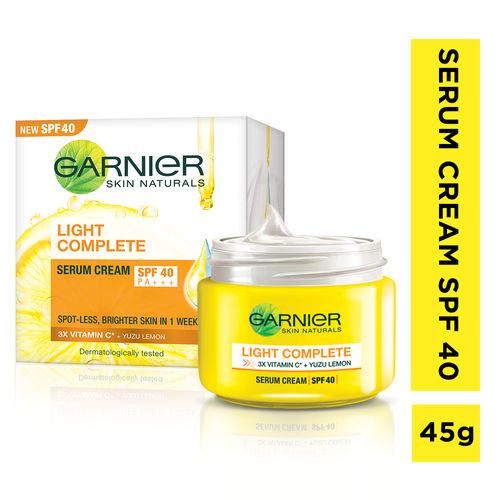 NEW SPF40
GARNIER
SKIN NATURALS
LIGHT
COMPLETE
SERUM CREAM SPF 40
PA+++
SPOT-LESS, BRIGHTER SKIN IN 1 WEEK
3X VITAMIN C* + YUZU LEMON
Dermatologically tested
GARNIER
SKIN NATURALS
LIGHT COMPLETE
3X VITAMIN C* + YUZU LEMON
SERUM CREAM SPF40
SERUM CREAM SPF 40
45g